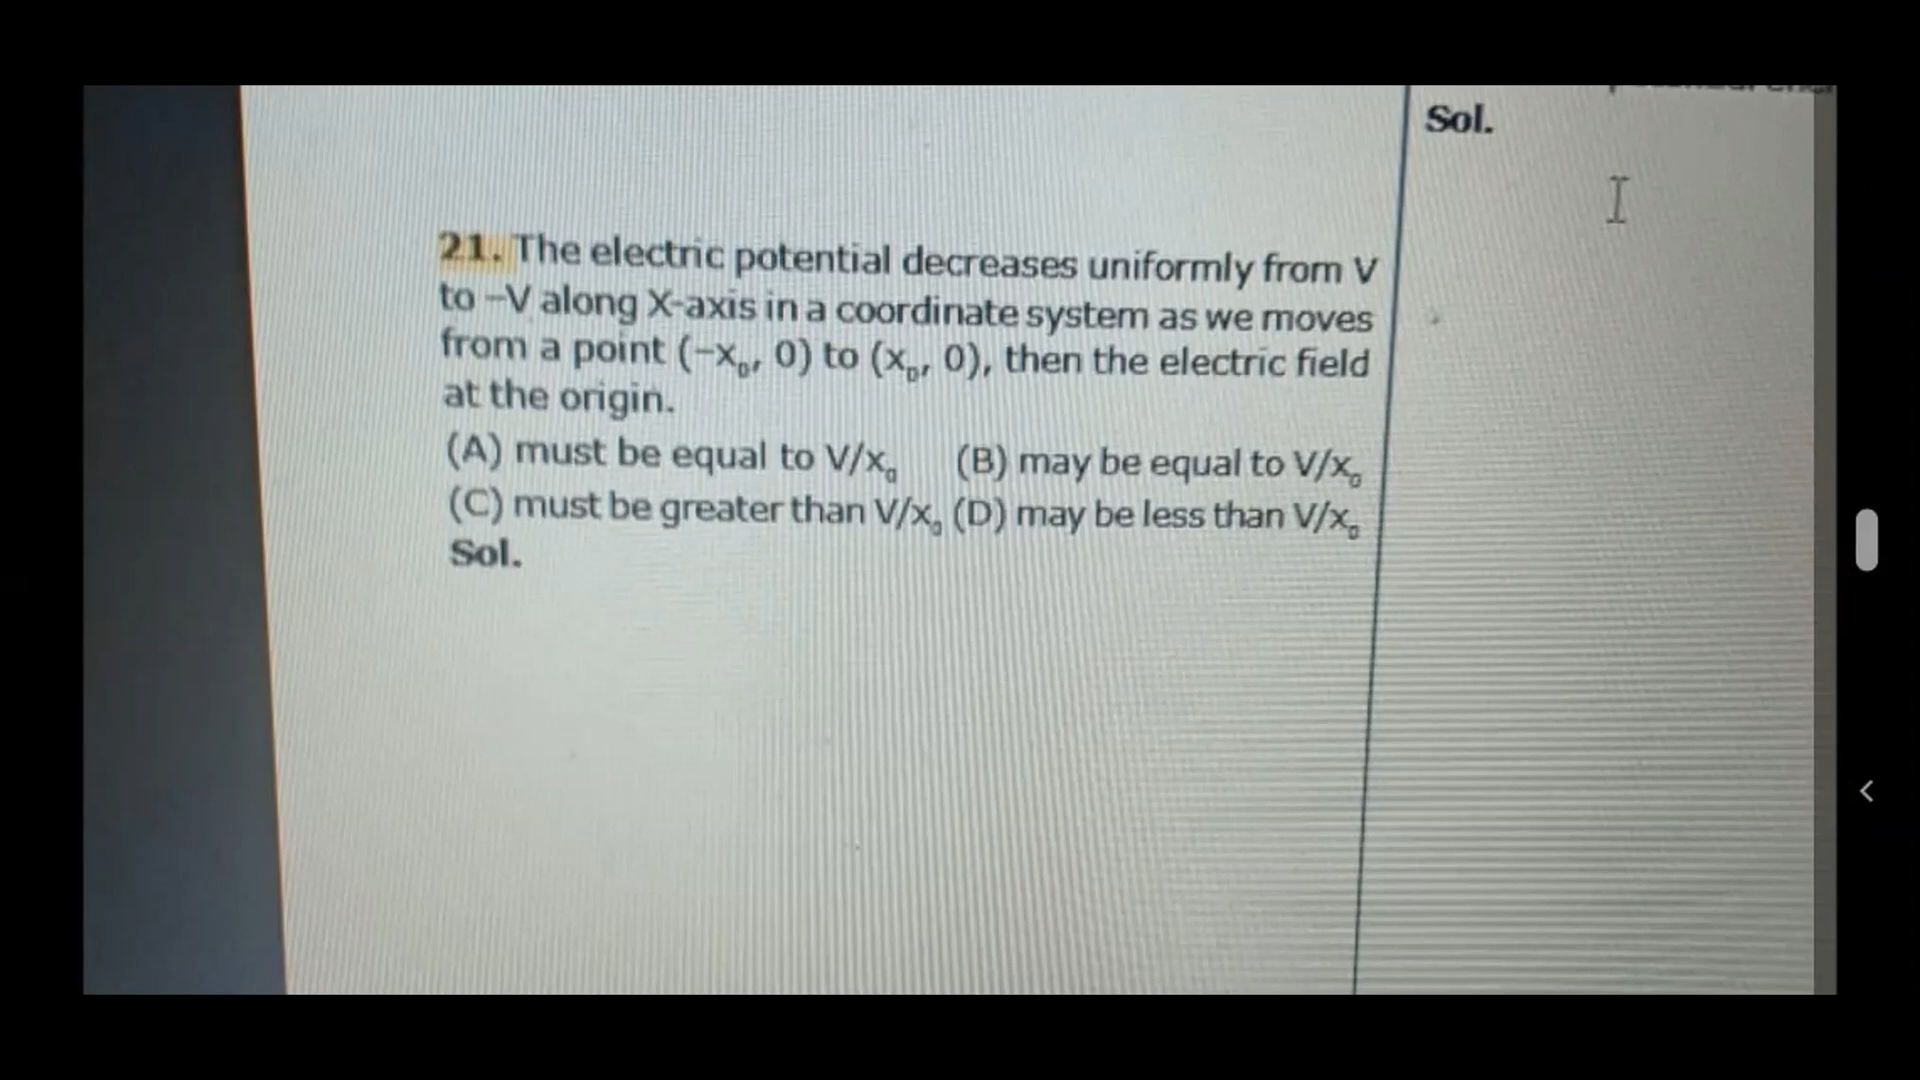 Sol.
21. The electric potential decreases uniformly from V
to –V along X-axis in a coordinate system as we moves
from a point (–x₀, 0) to (x₀, 0), then the electric field
at the origin.
(A) must be equal to V/x₀ (B) may be equal to V/x₀
(C) must be greater than V/x₀ (D) may be less than V/x₀
Sol.